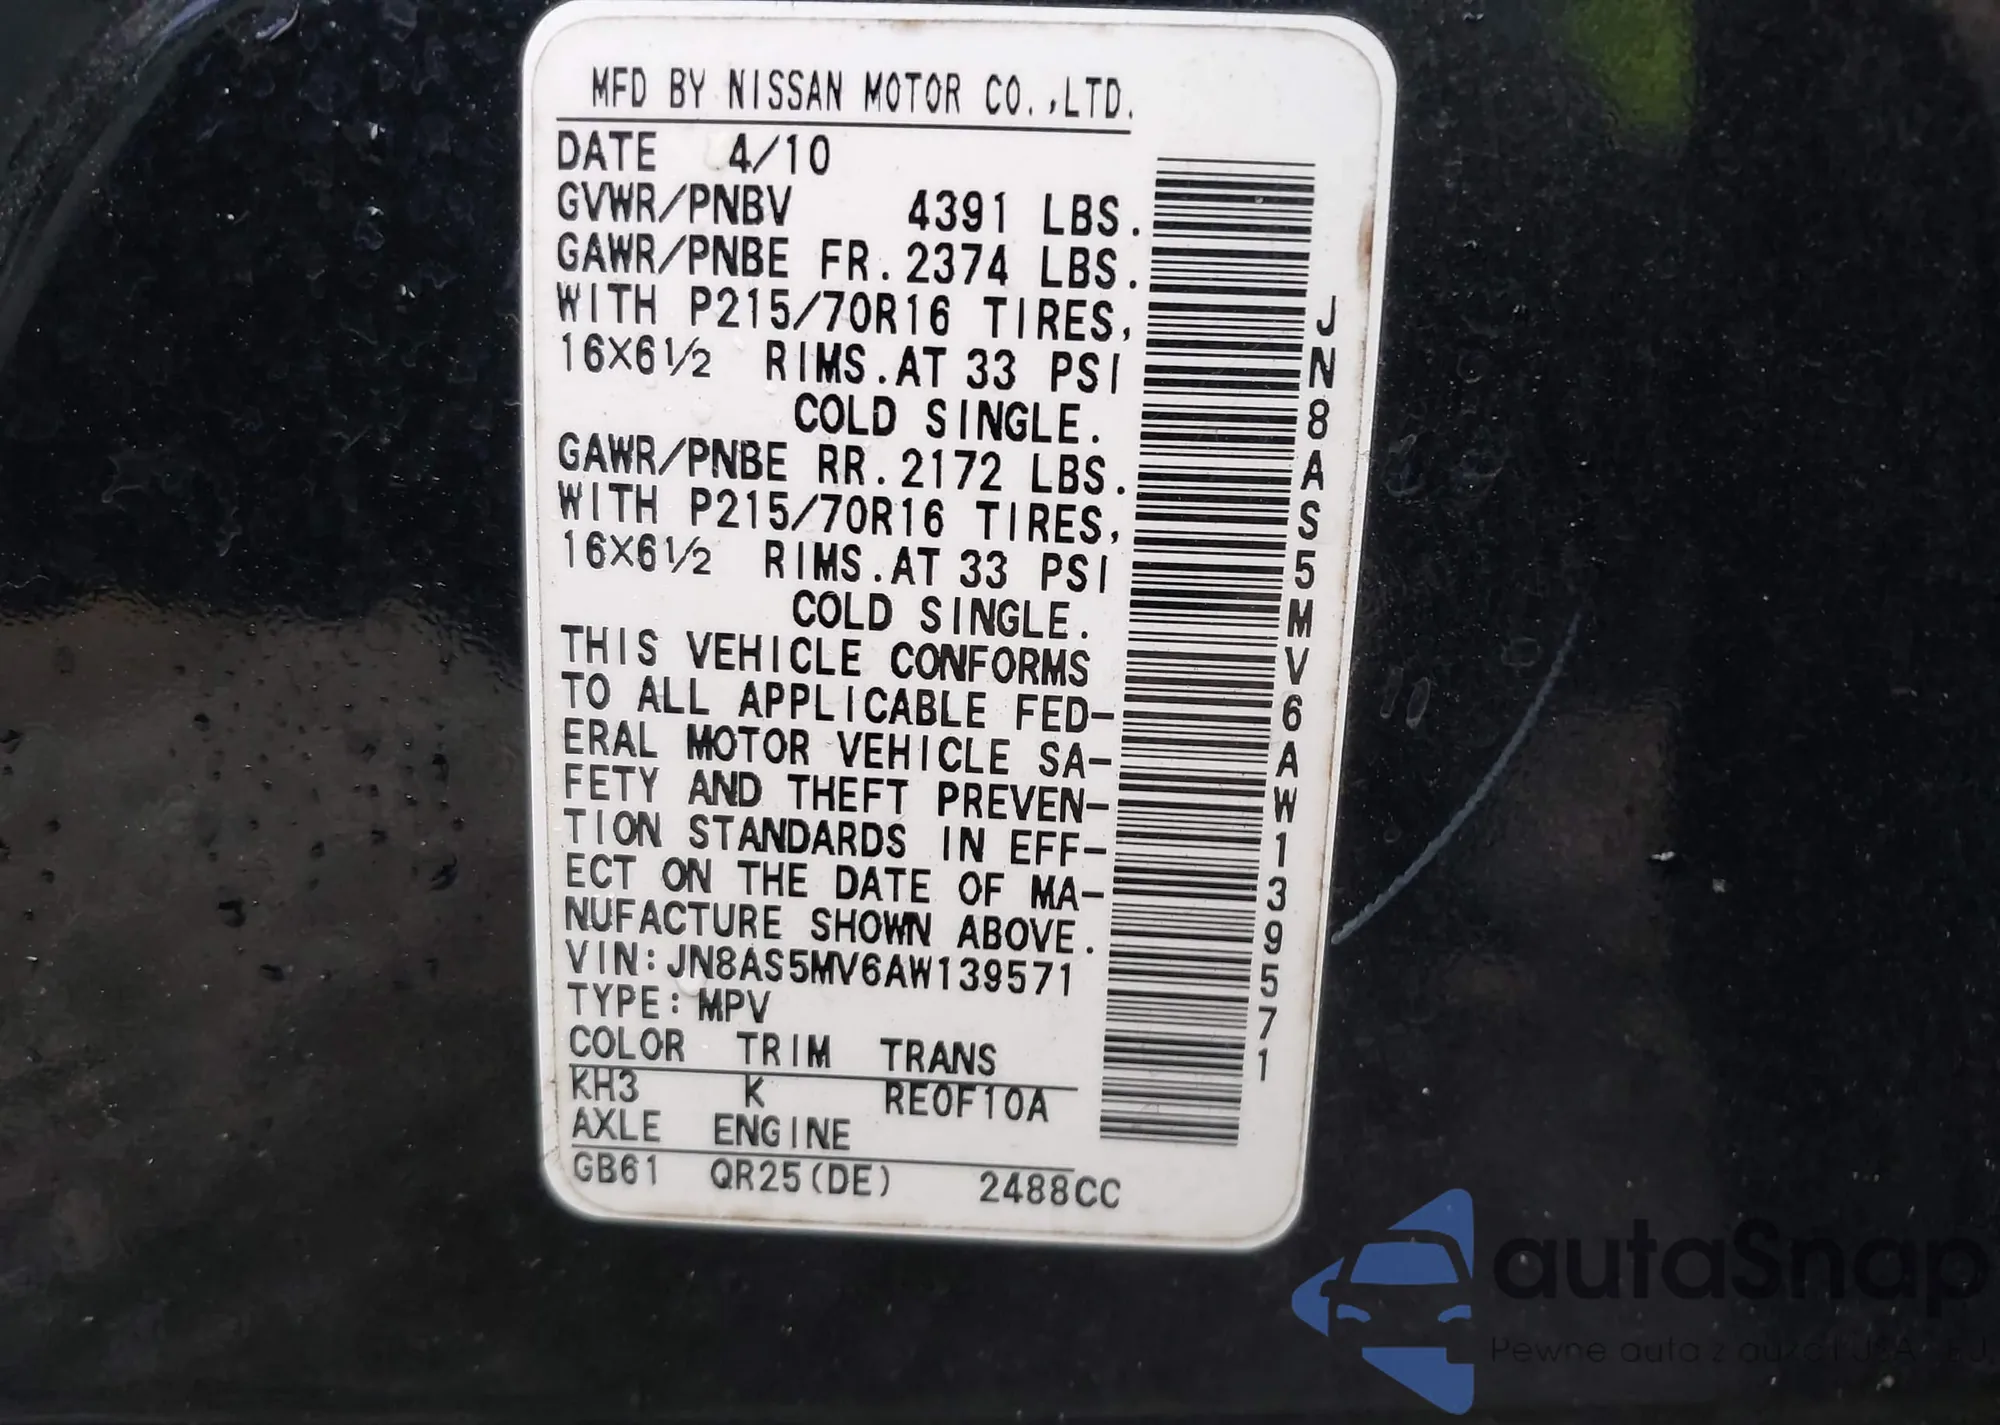 MFD BY NISSAN MOTOR CO.,LTD.
DATE 4/10
GVWR/PNBV 4391 LBS.
GAWR/PNBE FR.2374 LBS.
WITH P215/70R16 TIRES,
16X6½ RIMS.AT 33 PSI
COLD SINGLE.
GAWR/PNBE RR.2172 LBS.
WITH P215/70R16 TIRES,
16X6½ RIMS.AT 33 PSI
COLD SINGLE.
THIS VEHICLE CONFORMS
TO ALL APPLICABLE FED-
ERAL MOTOR VEHICLE SA-
FETY AND THEFT PREVEN-
TION STANDARDS IN EFF-
ECT ON THE DATE OF MA-
NUFACTURE SHOWN ABOVE.
VIN:JN8AS5MV6AW139571
TYPE:MPV
COLOR TRIM TRANS
KH3 K RE0F10A
AXLE ENGINE
GB61 QR25(DE) 2488CC
JN8AS5MV6AW139571
autaSnap
Pewne auta z aukcji USA